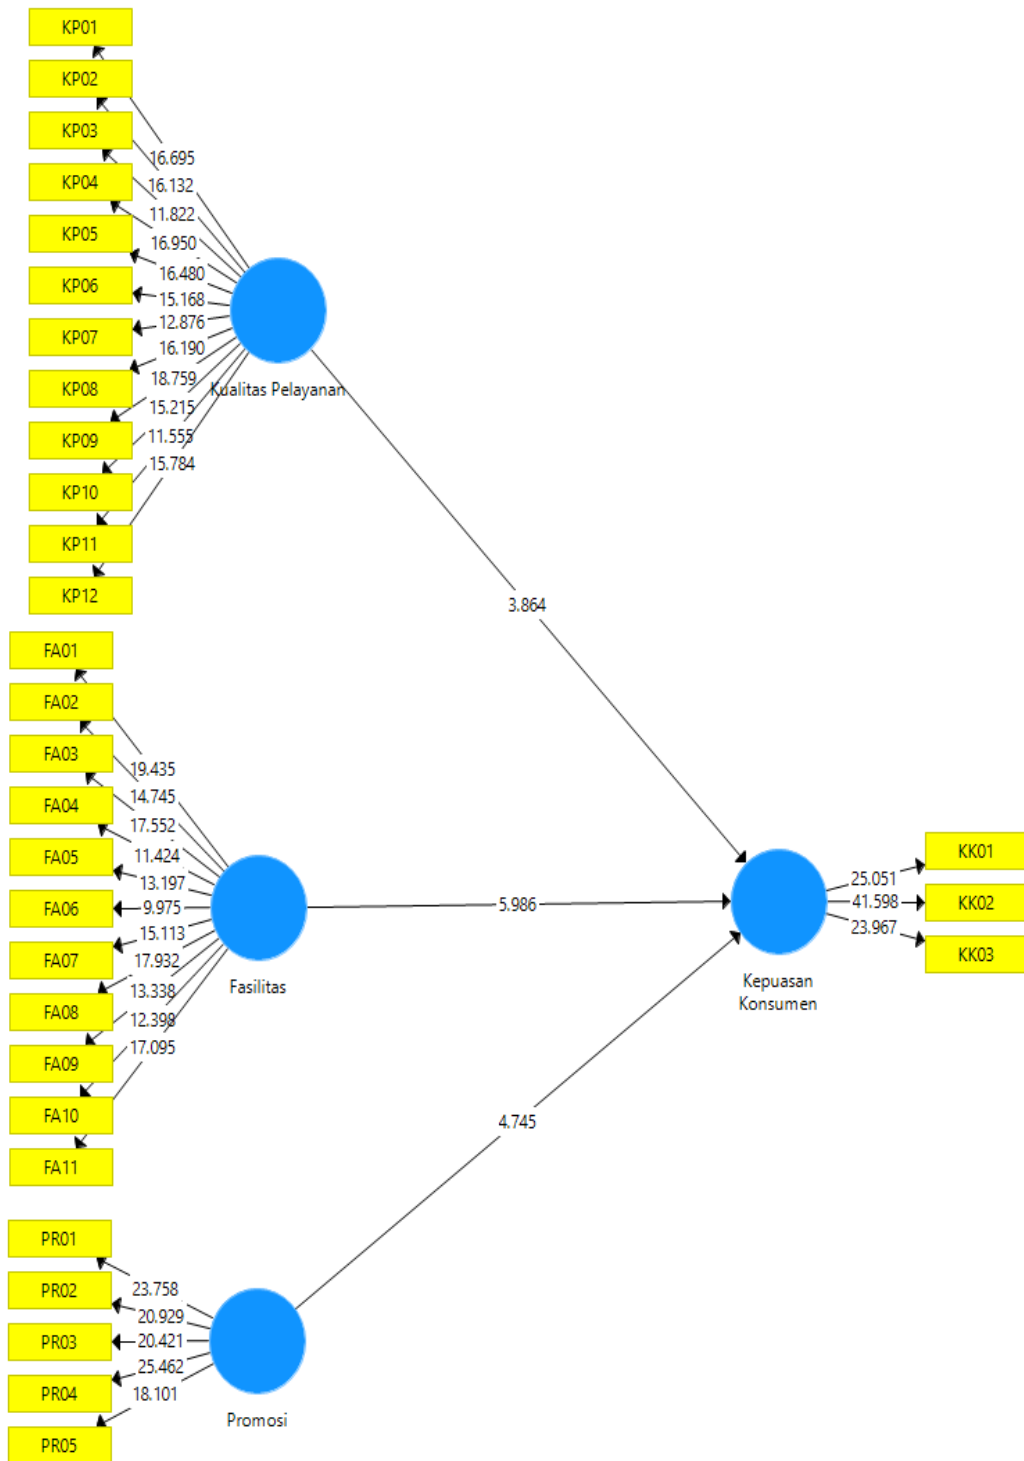 KP01
KP02
KP03
KP04
KP05
KP06
KP07
KP08
KP09
KP10
KP11
KP12
16.695
16.132
11.822
16.950
16.480
15.168
12.876
16.190
18.759
15.215
11.555
15.784
Kualitas Pelayanan
3.864
FA01
FA02
FA03
FA04
FA05
FA06
FA07
FA08
FA09
FA10
FA11
19.435
14.745
17.552
11.424
13.197
9.975
15.113
17.932
13.338
12.398
17.095
Fasilitas
5.986
Kepuasan
Konsumen
25.051
41.598
23.967
KK01
KK02
KK03
4.745
PR01
PR02
PR03
PR04
PR05
23.758
20.929
20.421
25.462
18.101
Promosi